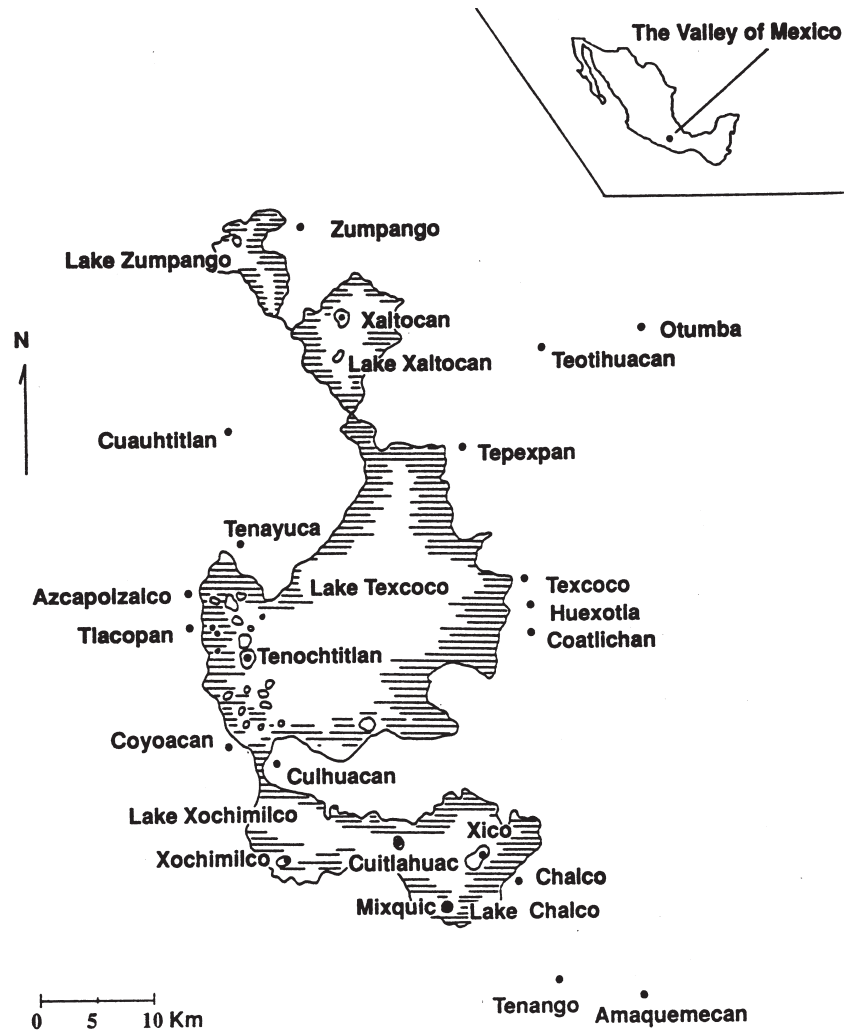 The Valley of Mexico
Zumpango
Lake Zumpango
Xaltocan
Otumba
N
Teotihuacan
Lake Xaltocan
Cuauhtitlan
Tepexpan
Tenayuca
Lake Texcoco
Texcoco
Azcapolzalco
Huexotla
Tlacopan
Coatlichan
Tenochtitlan
Coyoacan
Culhuacan
Lake Xochimilco
Xico
Xochimilco
Cuitlahuac
Chalco
Mixquic
Lake Chalco
Tenango
Amaquemecan
0 5 10 Km